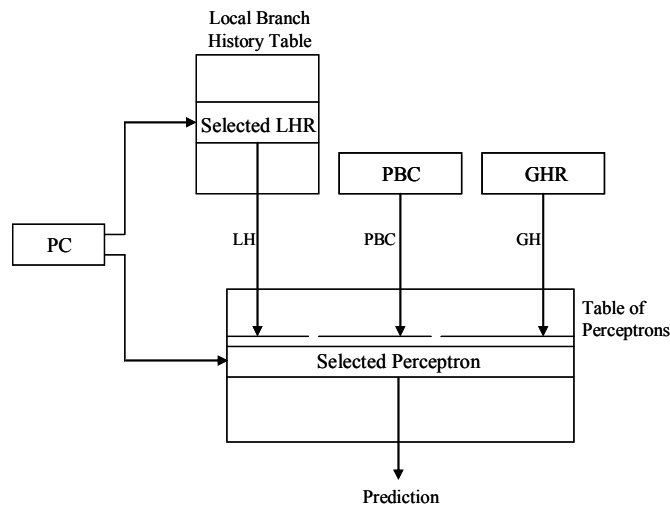 Local Branch
History Table
Selected LHR
PBC
GHR
PC
LH
PBC
GH
Table of
Perceptrons
Selected Perceptron
Prediction